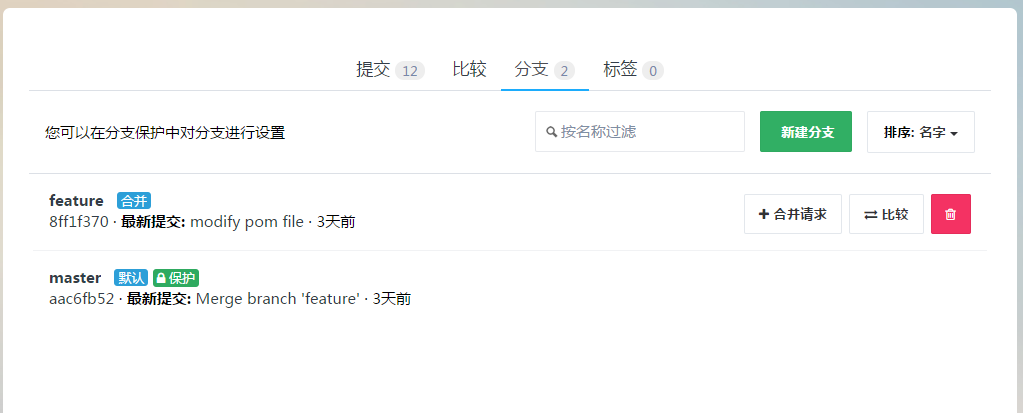 提交 12 比较 分支 2 标签 0
您可以在分支保护中对分支进行设置 按名称过滤 新建分支 排序: 名字
feature 合并
8ff1f370 · 最新提交: modify pom file · 3天前 合并请求 比较
master 默认 保护
aac6fb52 · 最新提交: Merge branch 'feature' · 3天前